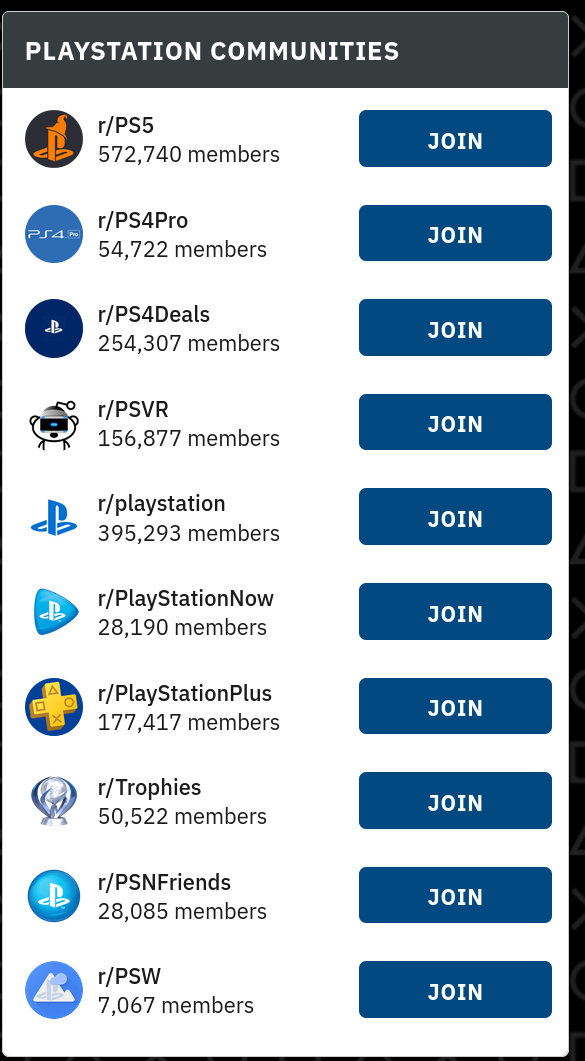 PLAYSTATION COMMUNITIES
r/PS5
572,740 members
JOIN
r/PS4Pro
54,722 members
JOIN
PS4 Pro
r/PS4Deals
254,307 members
JOIN
r/PSVR
156,877 members
JOIN
r/playstation
395,293 members
JOIN
r/PlayStationNow
28,190 members
JOIN
r/PlayStationPlus
177,417 members
JOIN
r/Trophies
50,522 members
JOIN
r/PSNFriends
28,085 members
JOIN
r/PSW
7,067 members
JOIN